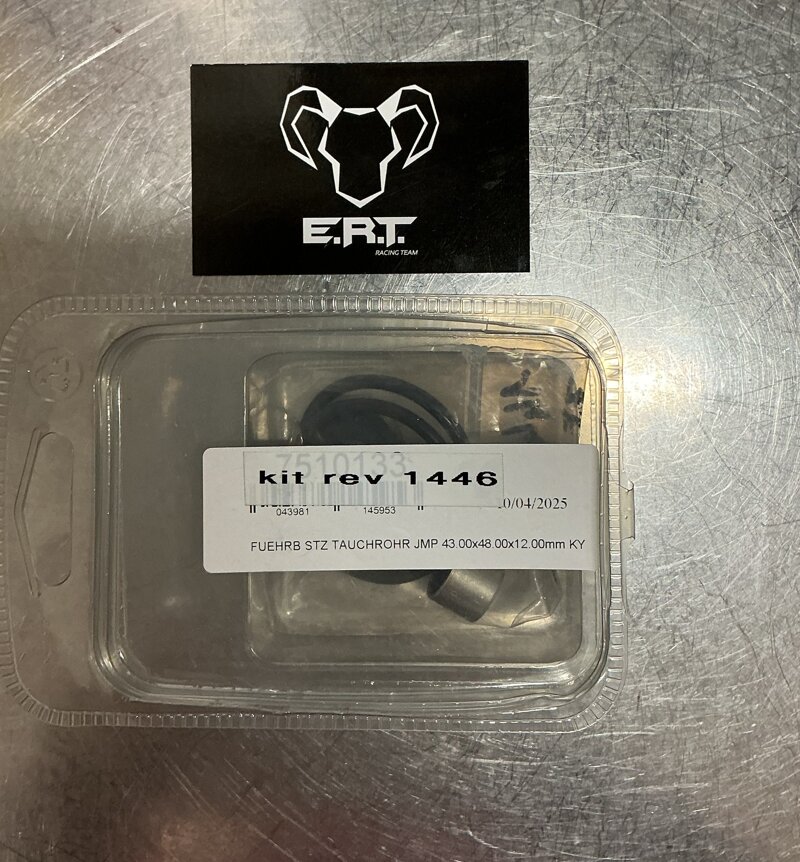 E.R.T.
RACING TEAM
7510133
kit rev 1446
043981 145953
/04/2025
FUEHRB STZ TAUCHROHR JMP 43.00x48.00x12.00mm KY